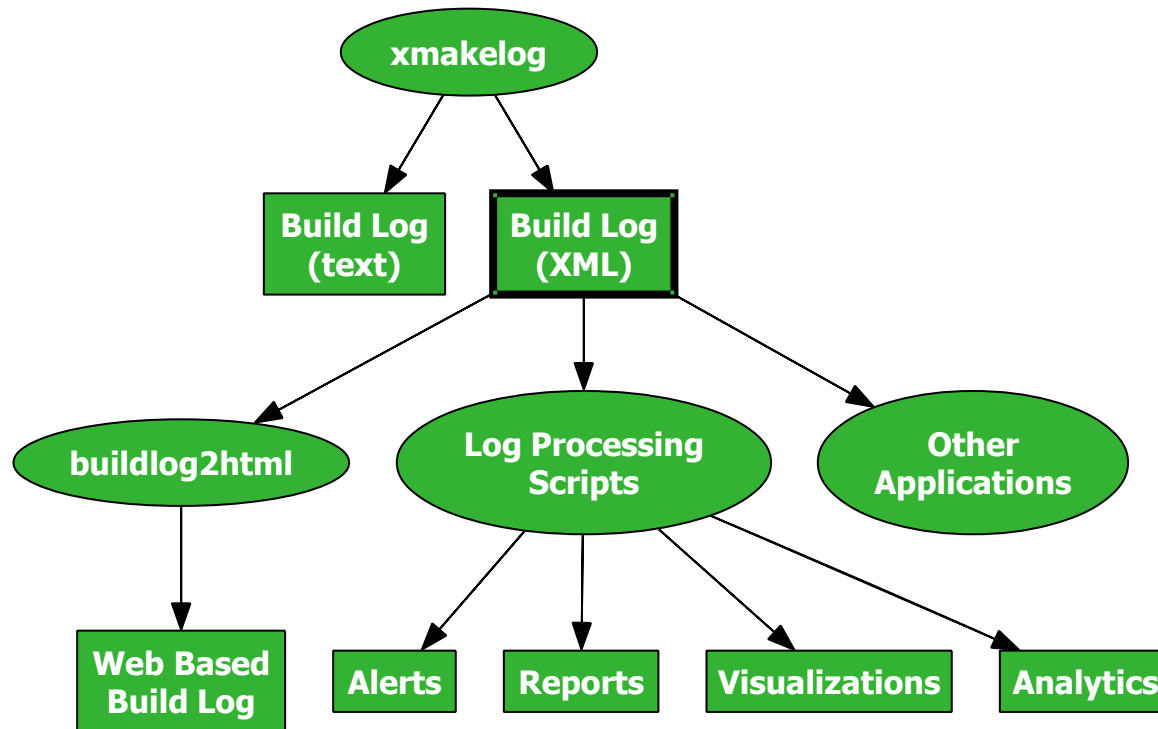 xmakelog
Build Log
(text)
Build Log
(XML)
buildlog2html
Log Processing
Scripts
Other
Applications
Web Based
Build Log
Alerts
Reports
Visualizations
Analytics